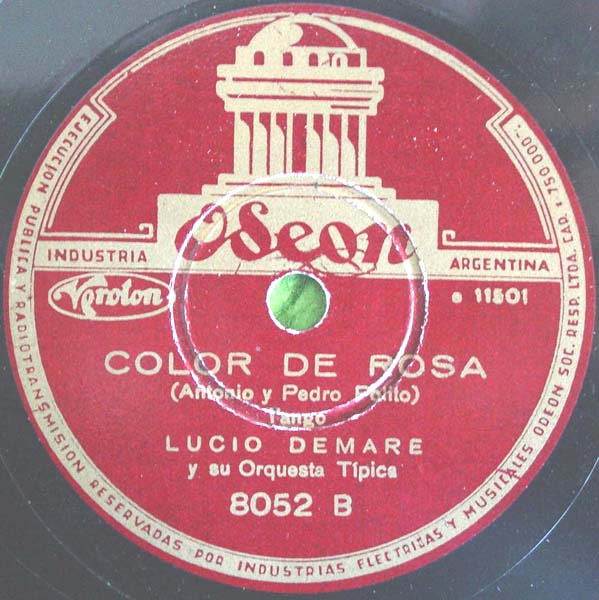 Odeon
INDUSTRIA ARGENTINA
e 11501
COLOR DE ROSA
(Antonio y Pedro Polito)
Tango
LUCIO DEMARE
y su Orquesta Típica
8052 B
EJECUCION PUBLICA Y RADIOTRANSMISION RESERVADAS POR INDUSTRIAS ELECTRICAS Y MUSICALES ODEON SOC. RESP. LTDA. CAP. $ 750.000